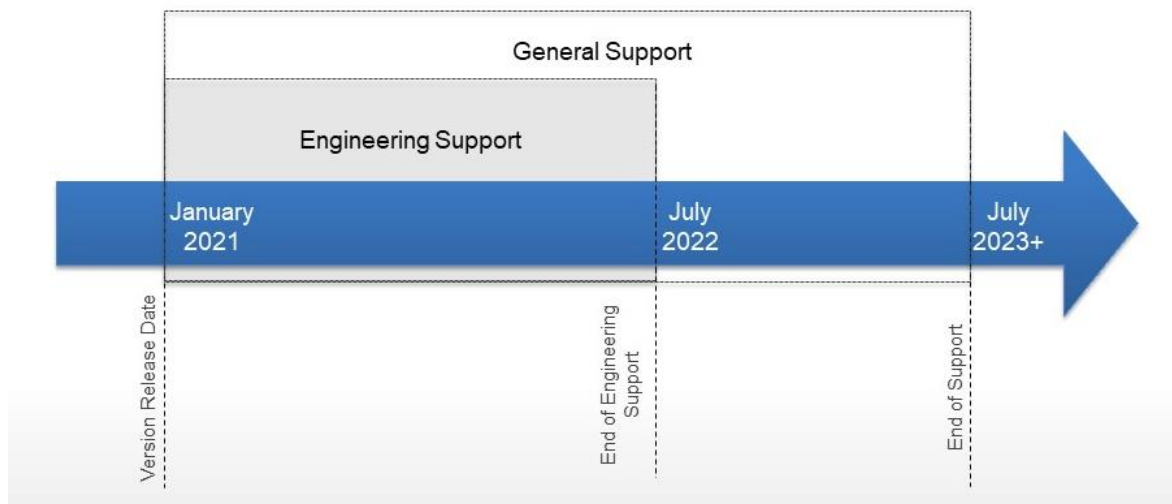 General Support
Engineering Support
January
2021
July
2022
July
2023+
Version Release Date
End of Engineering
Support
End of Support